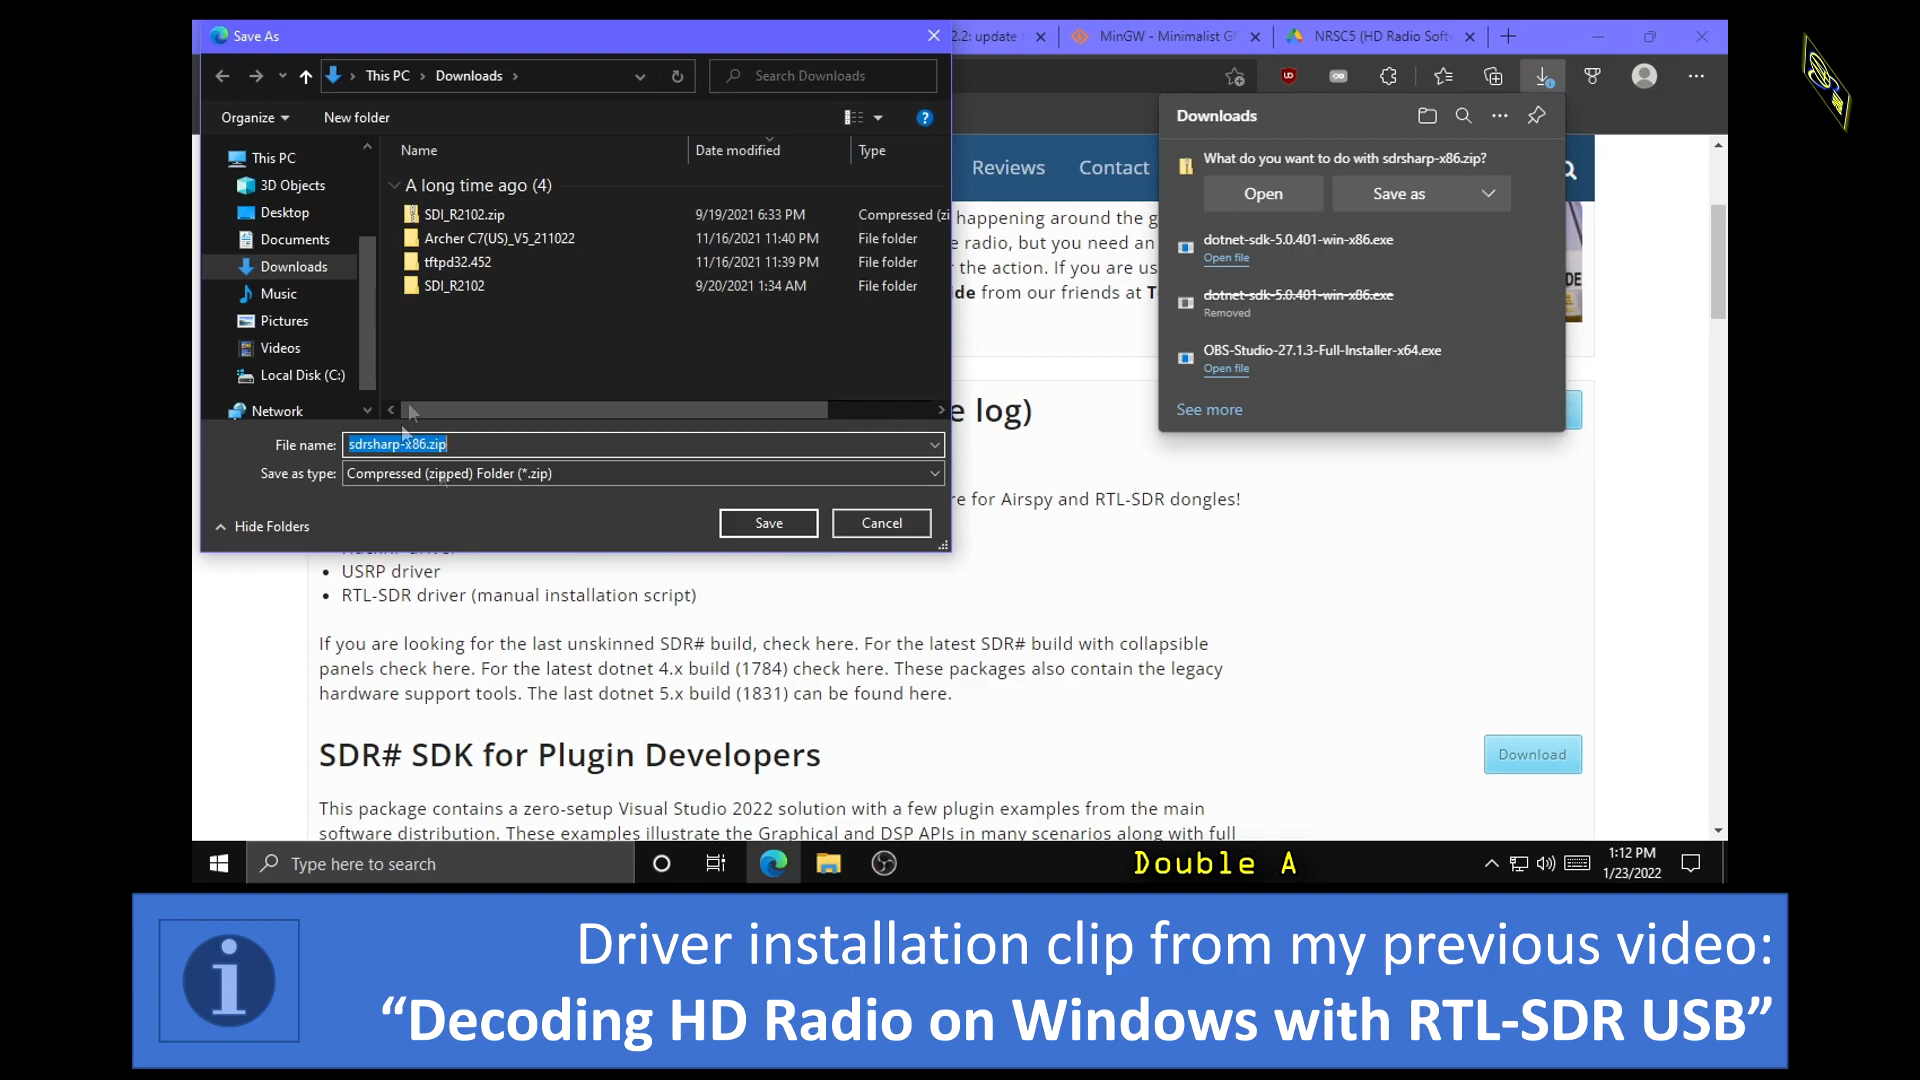 Save As
2.2: update
MinGW - Minimalist G
NRSC5 (HD Radio Soft
This PC
Downloads
Search Downloads
Organize
New folder
Name
Date modified
Type
This PC
3D Objects
Desktop
Documents
Downloads
Music
Pictures
Videos
Local Disk (C:)
Network
A long time ago (4)
SDI_R2102.zip 9/19/2021 6:33 PM Compressed (zi
Archer C7(US)_V5_211022 11/16/2021 11:40 PM File folder
tftpd32.452 11/16/2021 11:39 PM File folder
SDI_R2102 9/20/2021 1:34 AM File folder
File name: sdrsharp-x86.zip
Save as type: Compressed (zipped) Folder (*.zip)
Hide Folders
Save
Cancel
Downloads
What do you want to do with sdrsharp-x86.zip?
Open
Save as
dotnet-sdk-5.0.401-win-x86.exe
Open file
dotnet-sdk-5.0.401-win-x86.exe
Removed
OBS-Studio-27.1.3-Full-Installer-x64.exe
Open file
See more
Reviews
Contact
happening around the g
e radio, but you need an
the action. If you are us
ide from our friends at T
DE
e log)
re for Airspy and RTL-SDR dongles!
USRP driver
RTL-SDR driver (manual installation script)
If you are looking for the last unskinned SDR# build, check here. For the latest SDR# build with collapsible
panels check here. For the latest dotnet 4.x build (1784) check here. These packages also contain the legacy
hardware support tools. The last dotnet 5.x build (1831) can be found here.
SDR# SDK for Plugin Developers
Download
This package contains a zero-setup Visual Studio 2022 solution with a few plugin examples from the main
software distribution. These examples illustrate the Graphical and DSP APIs in many scenarios along with full
Type here to search
Double A
1:12 PM
1/23/2022
Driver installation clip from my previous video:
“Decoding HD Radio on Windows with RTL-SDR USB”